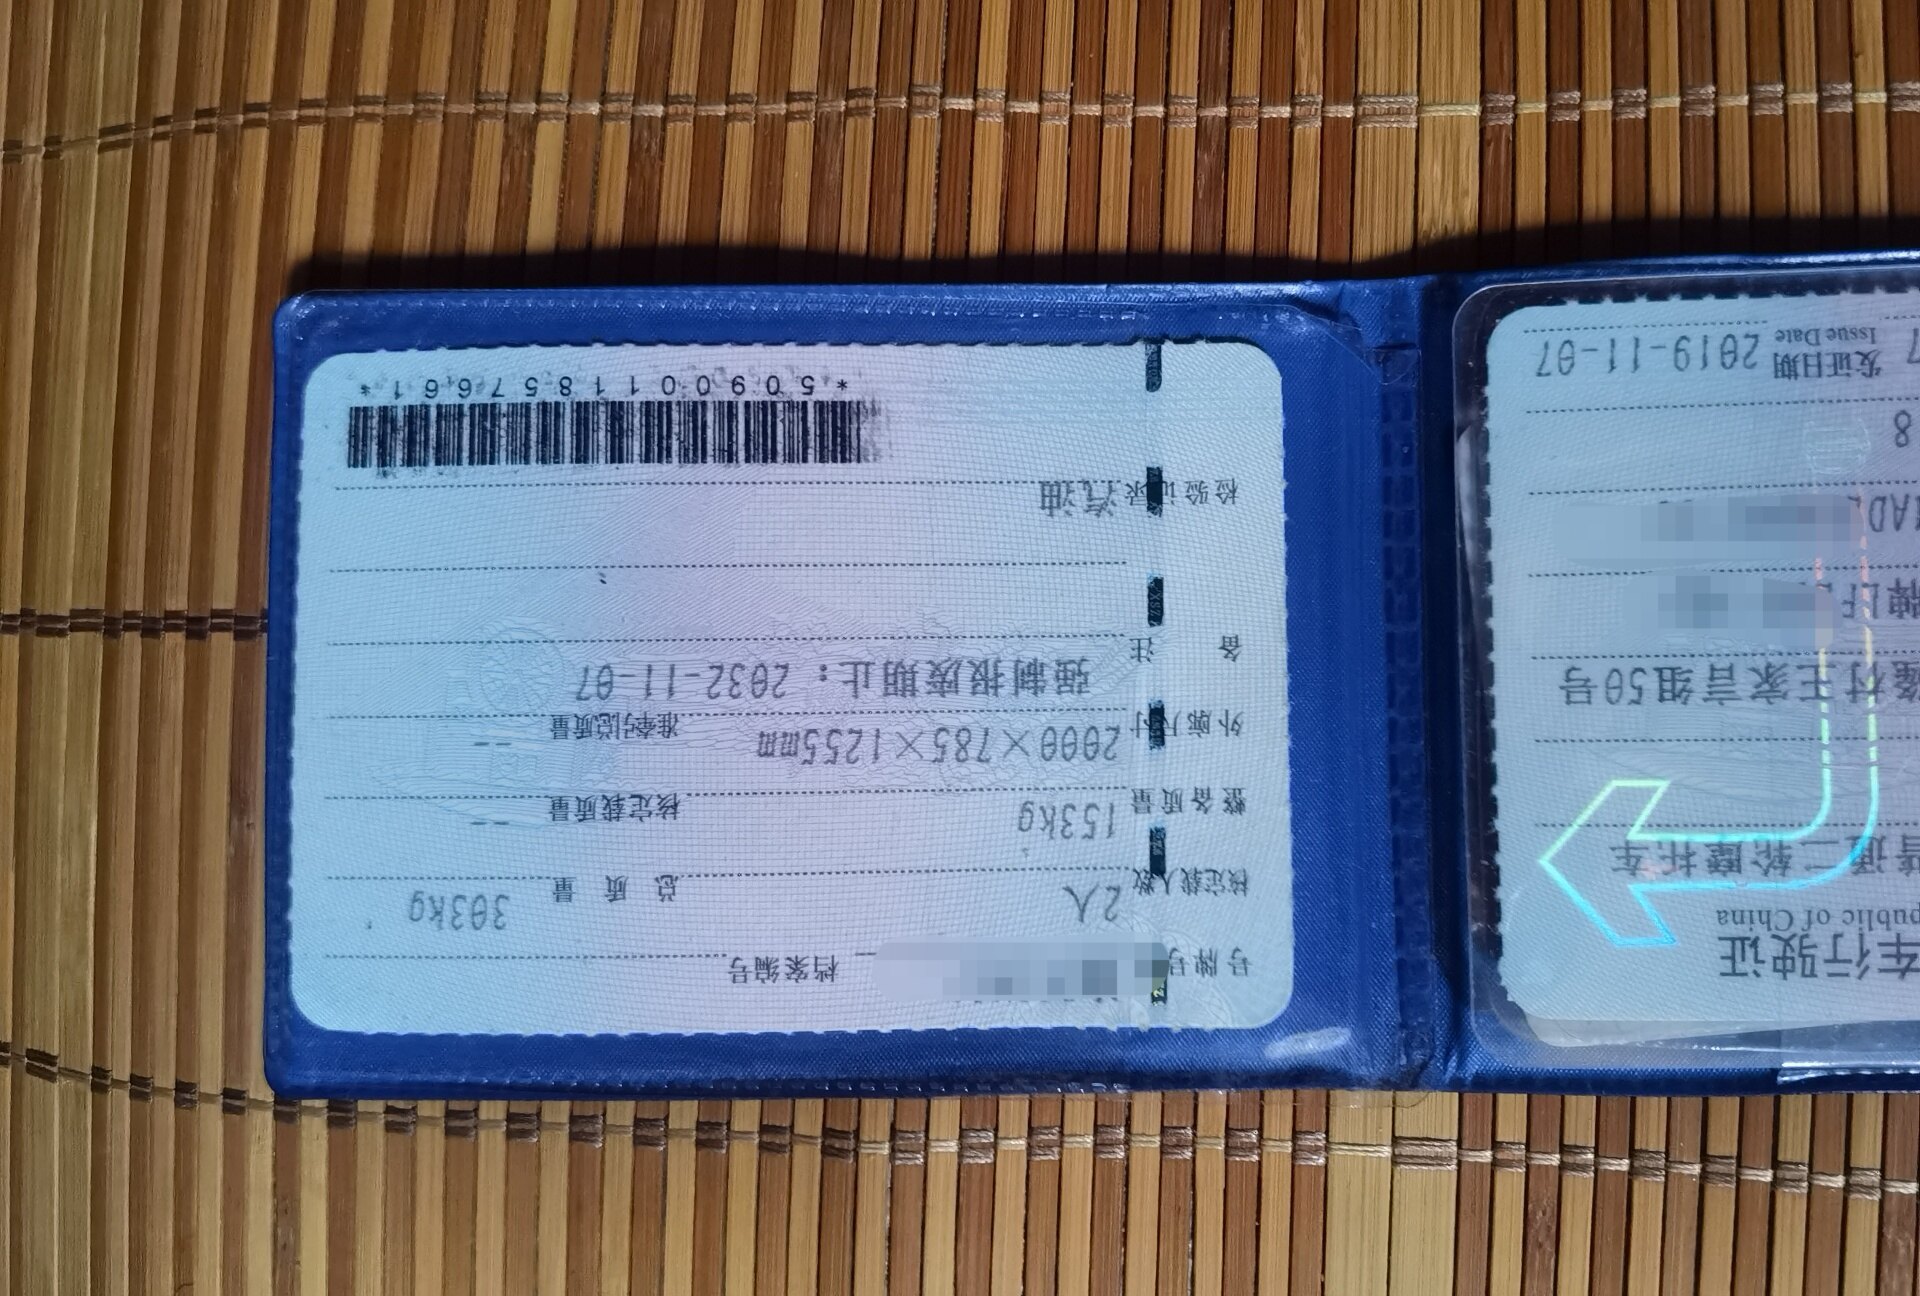 号牌号 档案编号
核定载人数 2人 总质量 303kg
整备质量 153kg 核定载质量 --
外廓尺寸 2000×785×1255mm 准牵引总质量 --
备注 强制报废期止：2032-11-07
检验记录 汽油
*5090011857661*
车行驶证
public of China
普通二轮摩托车
隆村王家言组50号
牌
8
发证日期 2019-11-07
Issue Date